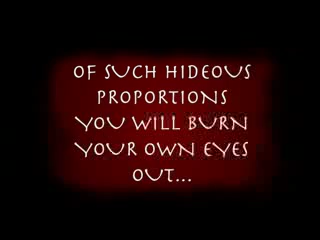 OF SUCH HIDEOUS
PROPORTIONS
YOU WILL BURN
YOUR OWN EYES
OUT...